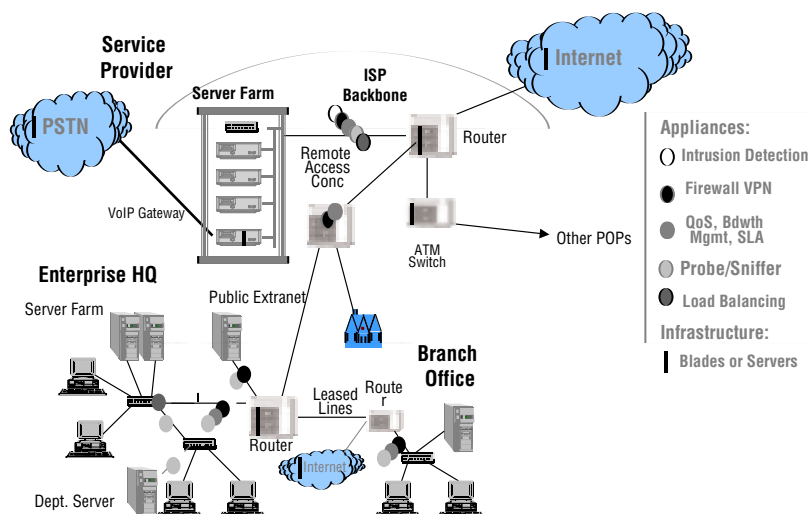 Service
Provider
Internet
ISP
Backbone
Server Farm
PSTN
Router
Appliances:
Intrusion Detection
Remote
Access
Conc
Firewall VPN
VoIP Gateway
QoS, Bdwth
Mgmt, SLA
Other POPs
ATM
Switch
Probe/Sniffer
Enterprise HQ
Public Extranet
Load Balancing
Server Farm
Infrastructure:
Branch
Office
Blades or Servers
Leased
Lines
Route
r
Router
Internet
Dept. Server